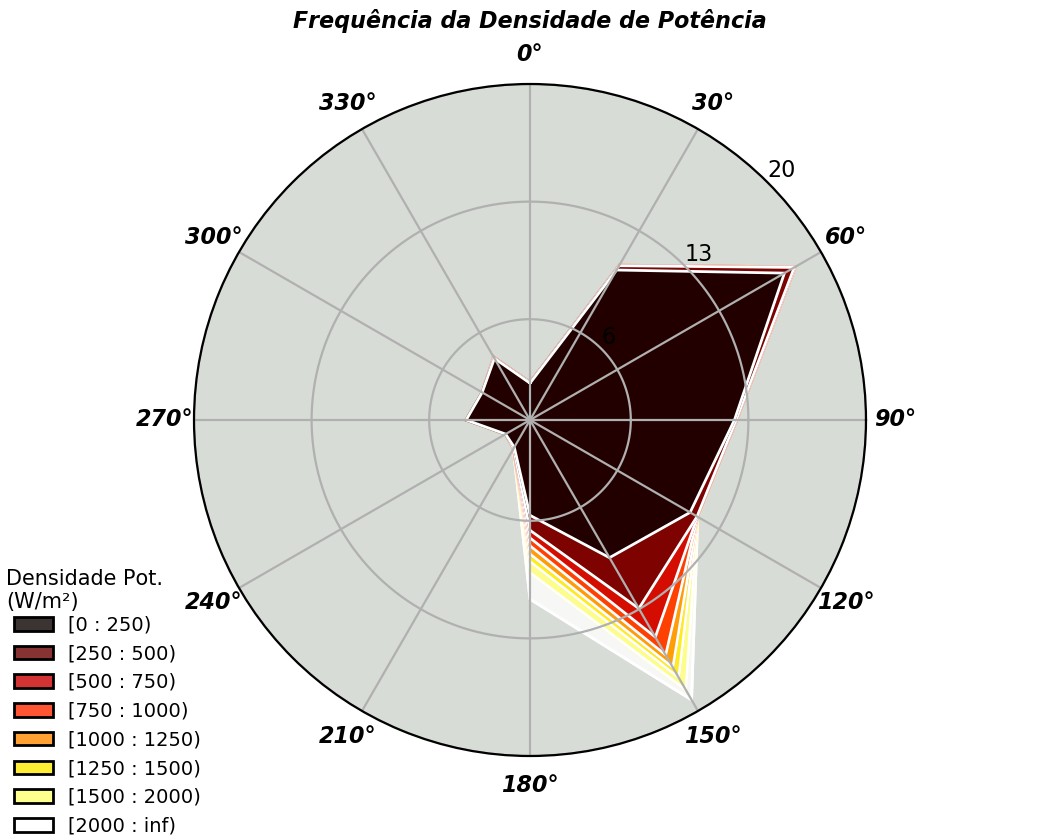 Frequência da Densidade de Potência
0°
330°
30°
20
300°
60°
13
6
270°
90°
240°
120°
210°
150°
180°
Densidade Pot.
(W/m²)
[0 : 250)
[250 : 500)
[500 : 750)
[750 : 1000)
[1000 : 1250)
[1250 : 1500)
[1500 : 2000)
[2000 : inf)